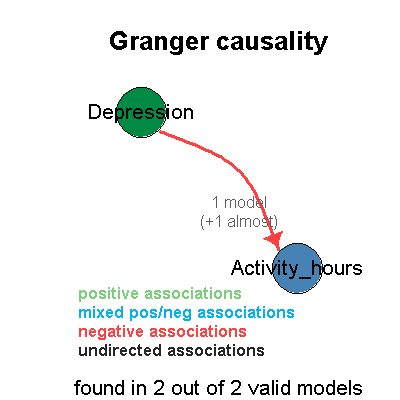 Granger causality
Depression
1 model
(+1 almost)
Activity_hours
positive associations
mixed pos/neg associations
negative associations
undirected associations
found in 2 out of 2 valid models